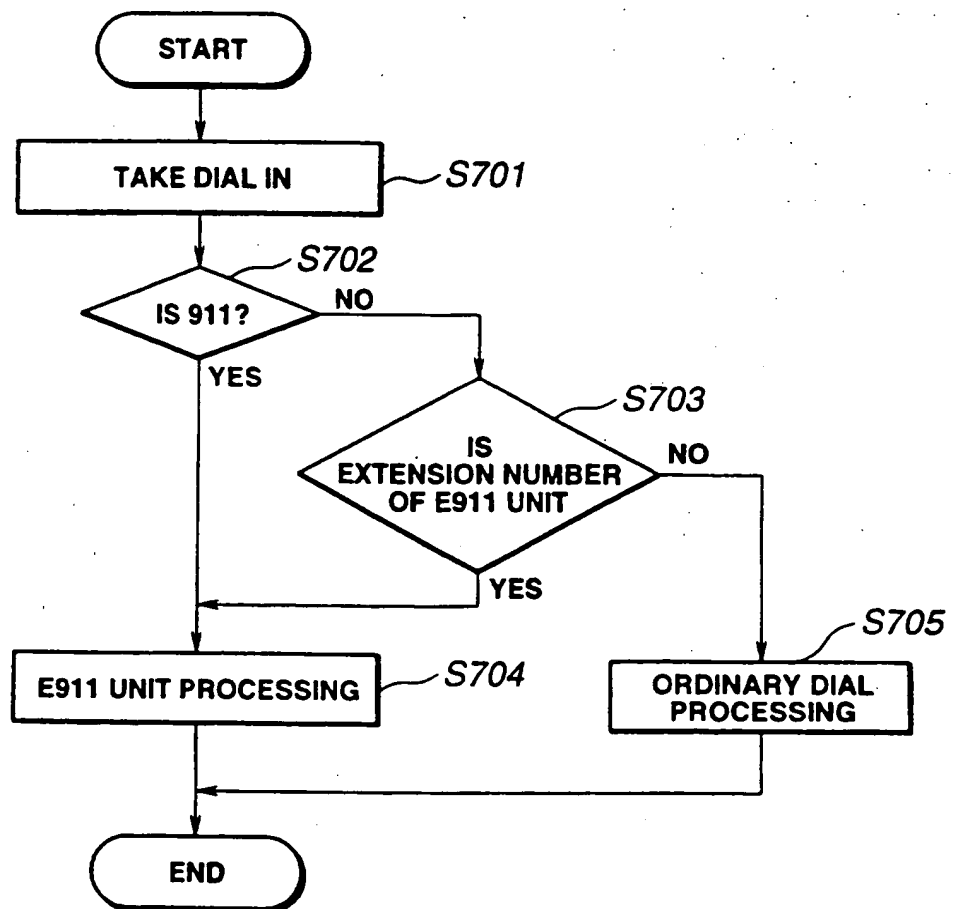 START
TAKE DIAL IN
S701
S702
IS 911?
NO
YES
S703
IS
EXTENSION NUMBER
OF E911 UNIT
NO
YES
E911 UNIT PROCESSING
S704
S705
ORDINARY DIAL
PROCESSING
END